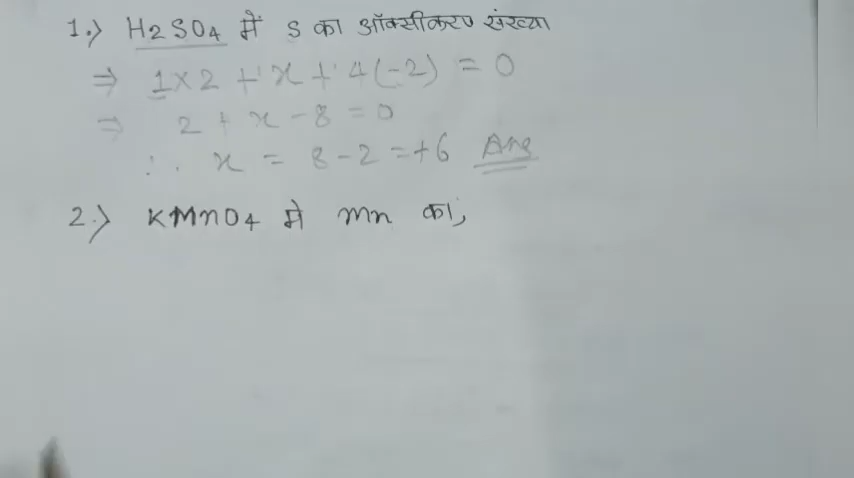 1.) H2SO4 में S का ऑक्सीकरण संख्या
⇒ 1×2 + x + 4(-2) = 0
⇒ 2 + x - 8 = 0
∴ x = 8 - 2 = +6 Ans
2.) KMnO4 में mn का,